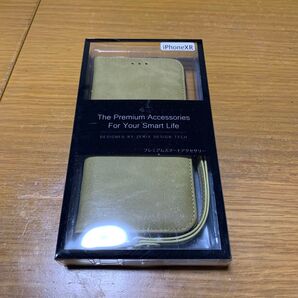 iPhoneXR
The Premium Accessories
For Your Smart Life
DESIGNED BY ZERIX DESIGN TECH
プレミアムスマートアクセサリー